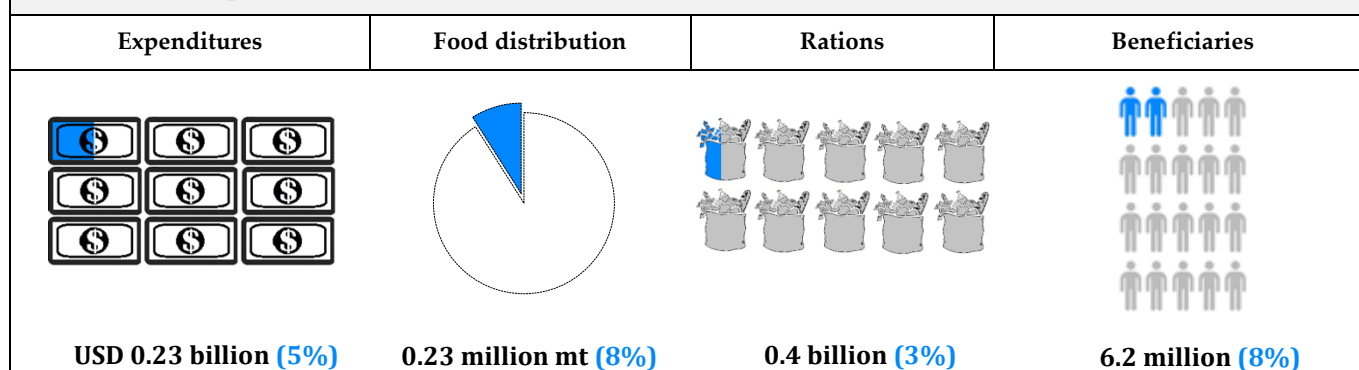 Expenditures
Food distribution
Rations
Beneficiaries
USD 0.23 billion (5%)
0.23 million mt (8%)
0.4 billion (3%)
6.2 million (8%)